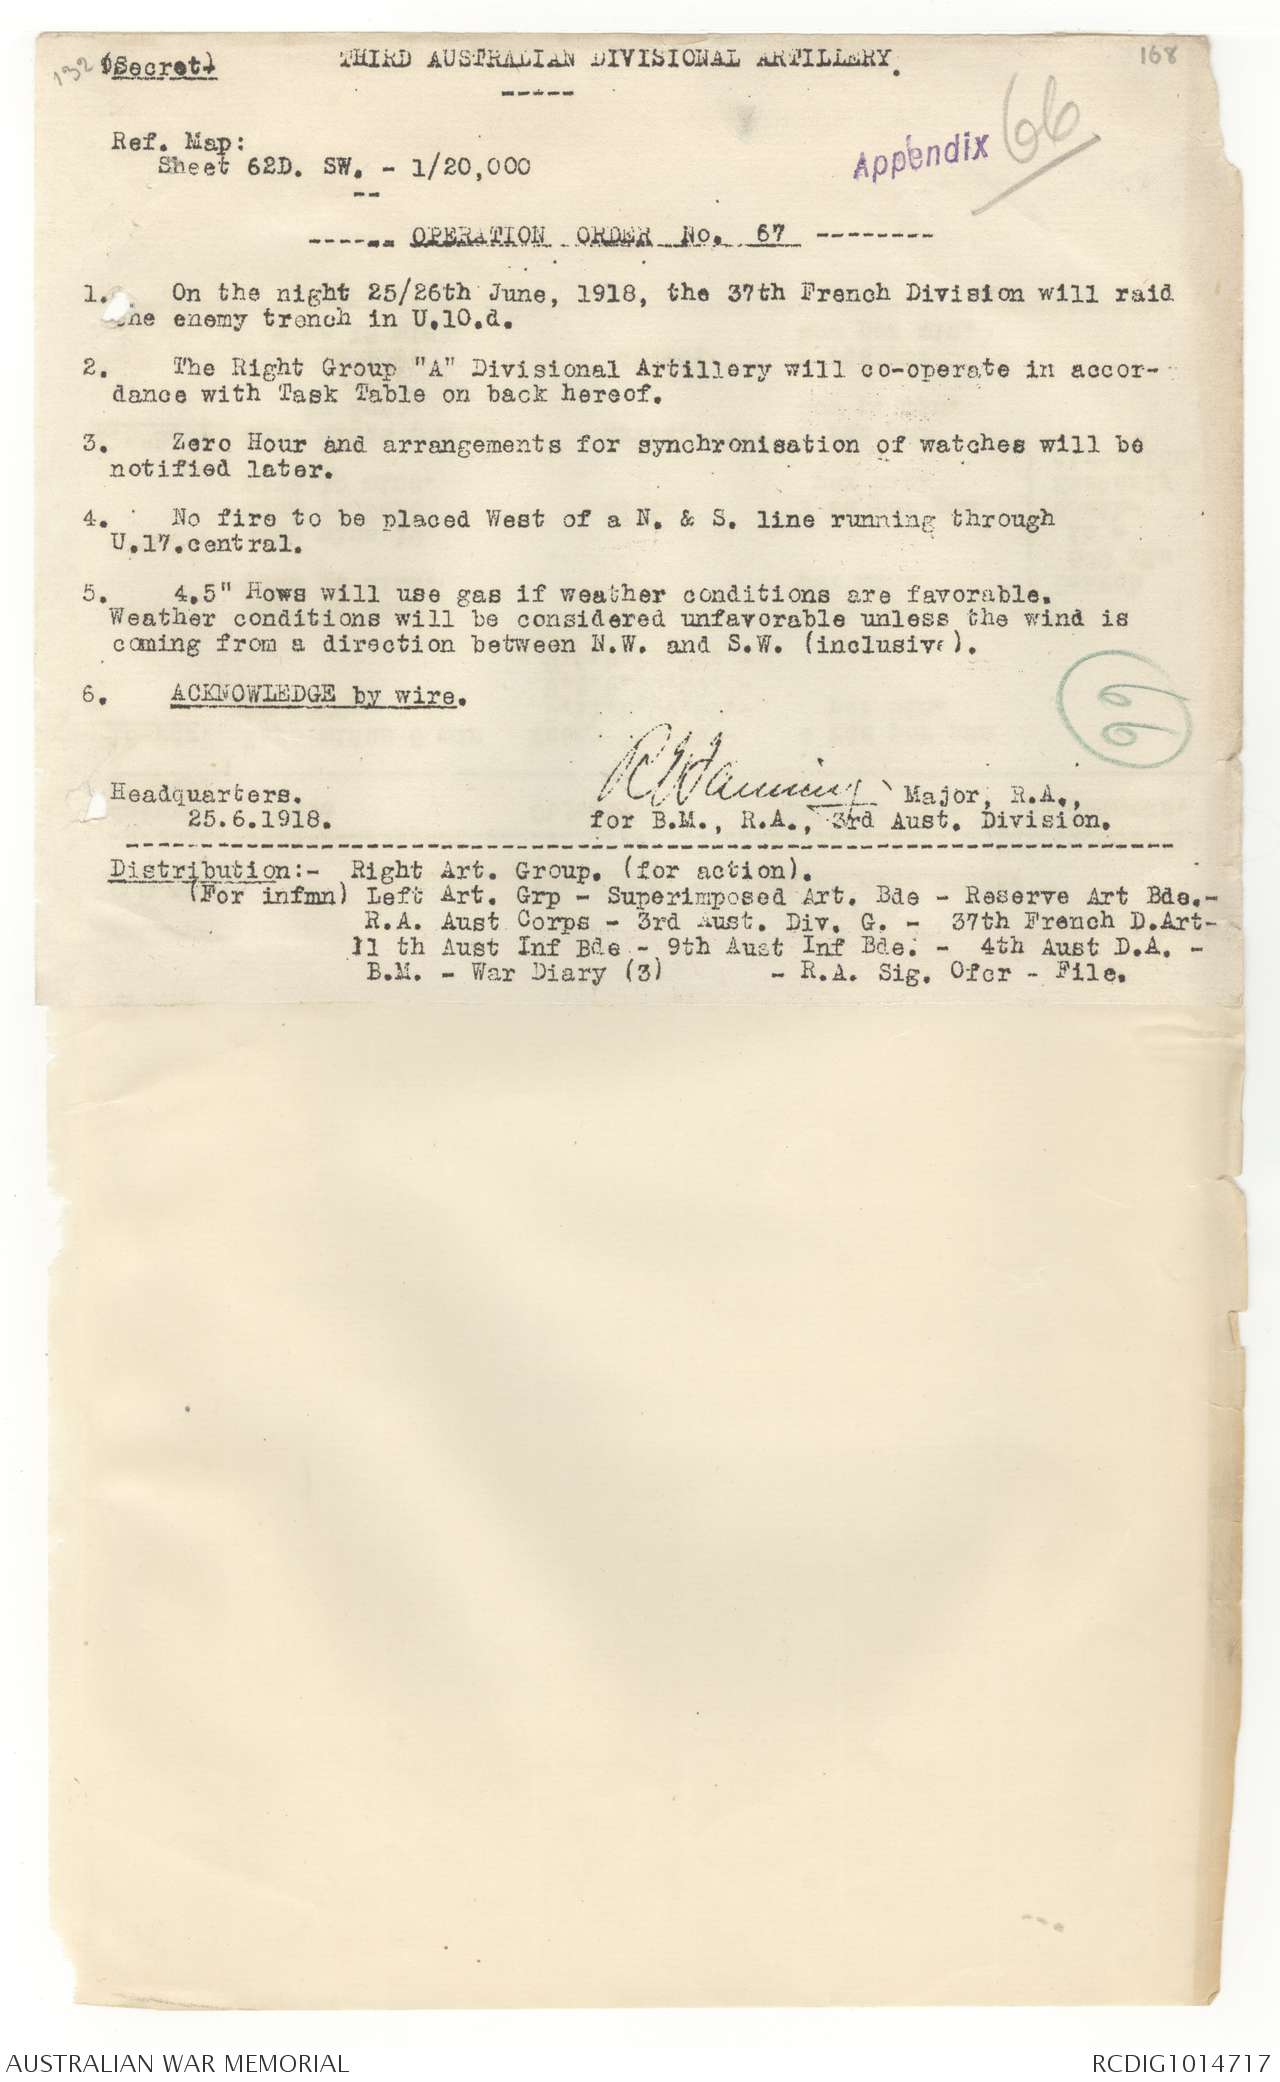 132
(Secret)
THIRD AUSTRALIAN DIVISIONAL ARTILLERY.
168
-----
Ref. Map:
Sheet 62D. SW. - 1/20,000
--
Appendix 66
------ OPERATION ORDER No. 67 --------
1. On the night 25/26th June, 1918, the 37th French Division will raid
the enemy trench in U.10.d.
2. The Right Group "A" Divisional Artillery will co-operate in accor-
dance with Task Table on back hereof.
3. Zero Hour and arrangements for synchronisation of watches will be
notified later.
4. No fire to be placed West of a N. & S. line running through
U.17.central.
5. 4.5" Hows will use gas if weather conditions are favorable.
Weather conditions will be considered unfavorable unless the wind is
coming from a direction between N.W. and S.W. (inclusive).
6. ACKNOWLEDGE by wire.
66
Headquarters.
Major, R.A.,
25.6.1918.
for B.M., R.A., 3rd Aust. Division.
Distribution:- Right Art. Group. (for action).
(For infmn) Left Art. Grp - Superimposed Art. Bde - Reserve Art Bde.-
R.A. Aust Corps - 3rd Aust. Div. G. - 37th French D.Art-
11 th Aust Inf Bde - 9th Aust Inf Bde. - 4th Aust D.A. -
B.M. - War Diary (3) - R.A. Sig. Ofcr - File.
AUSTRALIAN WAR MEMORIAL
RCDIG1014717